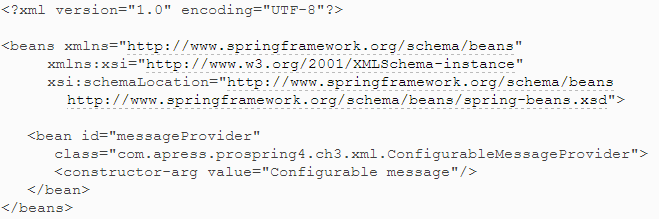 <?xml version="1.0" encoding="UTF-8"?>
<beans xmlns="http://www.springframework.org/schema/beans"
xmlns:xsi="http://www.w3.org/2001/XMLSchema-instance"
xsi:schemaLocation="http://www.springframework.org/schema/beans
http://www.springframework.org/schema/beans/spring-beans.xsd">
<bean id="messageProvider"
class="com.apress.prospring4.ch3.xml.ConfigurableMessageProvider">
<constructor-arg value="Configurable message"/>
</bean>
</beans>